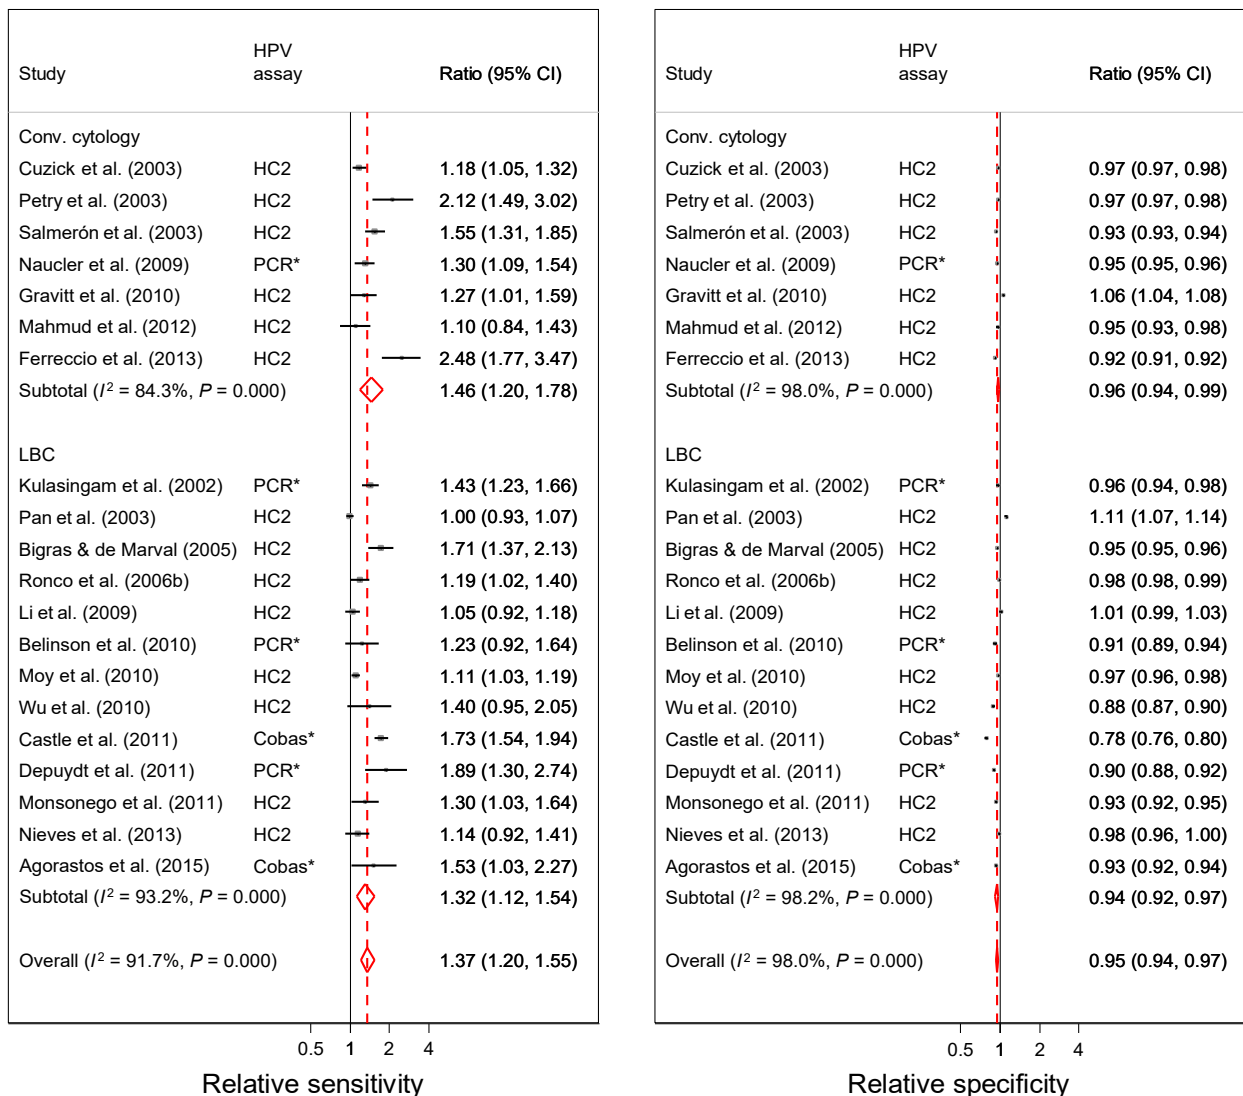 Study HPV assay Ratio (95% CI)
Conv. cytology
Cuzick et al. (2003) HC2 1.18 (1.05, 1.32)
Petry et al. (2003) HC2 2.12 (1.49, 3.02)
Salmerón et al. (2003) HC2 1.55 (1.31, 1.85)
Naucler et al. (2009) PCR* 1.30 (1.09, 1.54)
Gravitt et al. (2010) HC2 1.27 (1.01, 1.59)
Mahmud et al. (2012) HC2 1.10 (0.84, 1.43)
Ferreccio et al. (2013) HC2 2.48 (1.77, 3.47)
Subtotal (I² = 84.3%, P = 0.000) 1.46 (1.20, 1.78)
LBC
Kulasingam et al. (2002) PCR* 1.43 (1.23, 1.66)
Pan et al. (2003) HC2 1.00 (0.93, 1.07)
Bigras & de Marval (2005) HC2 1.71 (1.37, 2.13)
Ronco et al. (2006b) HC2 1.19 (1.02, 1.40)
Li et al. (2009) HC2 1.05 (0.92, 1.18)
Belinson et al. (2010) PCR* 1.23 (0.92, 1.64)
Moy et al. (2010) HC2 1.11 (1.03, 1.19)
Wu et al. (2010) HC2 1.40 (0.95, 2.05)
Castle et al. (2011) Cobas* 1.73 (1.54, 1.94)
Depuydt et al. (2011) PCR* 1.89 (1.30, 2.74)
Monsonego et al. (2011) HC2 1.30 (1.03, 1.64)
Nieves et al. (2013) HC2 1.14 (0.92, 1.41)
Agorastos et al. (2015) Cobas* 1.53 (1.03, 2.27)
Subtotal (I² = 93.2%, P = 0.000) 1.32 (1.12, 1.54)
Overall (I² = 91.7%, P = 0.000) 1.37 (1.20, 1.55)
0.5 1 2 4
Relative sensitivity
Study HPV assay Ratio (95% CI)
Conv. cytology
Cuzick et al. (2003) HC2 0.97 (0.97, 0.98)
Petry et al. (2003) HC2 0.97 (0.97, 0.98)
Salmerón et al. (2003) HC2 0.93 (0.93, 0.94)
Naucler et al. (2009) PCR* 0.95 (0.95, 0.96)
Gravitt et al. (2010) HC2 1.06 (1.04, 1.08)
Mahmud et al. (2012) HC2 0.95 (0.93, 0.98)
Ferreccio et al. (2013) HC2 0.92 (0.91, 0.92)
Subtotal (I² = 98.0%, P = 0.000) 0.96 (0.94, 0.99)
LBC
Kulasingam et al. (2002) PCR* 0.96 (0.94, 0.98)
Pan et al. (2003) HC2 1.11 (1.07, 1.14)
Bigras & de Marval (2005) HC2 0.95 (0.95, 0.96)
Ronco et al. (2006b) HC2 0.98 (0.98, 0.99)
Li et al. (2009) HC2 1.01 (0.99, 1.03)
Belinson et al. (2010) PCR* 0.91 (0.89, 0.94)
Moy et al. (2010) HC2 0.97 (0.96, 0.98)
Wu et al. (2010) HC2 0.88 (0.87, 0.90)
Castle et al. (2011) Cobas* 0.78 (0.76, 0.80)
Depuydt et al. (2011) PCR* 0.90 (0.88, 0.92)
Monsonego et al. (2011) HC2 0.93 (0.92, 0.95)
Nieves et al. (2013) HC2 0.98 (0.96, 1.00)
Agorastos et al. (2015) Cobas* 0.93 (0.92, 0.94)
Subtotal (I² = 98.2%, P = 0.000) 0.94 (0.92, 0.97)
Overall (I² = 98.0%, P = 0.000) 0.95 (0.94, 0.97)
0.5 1 2 4
Relative specificity